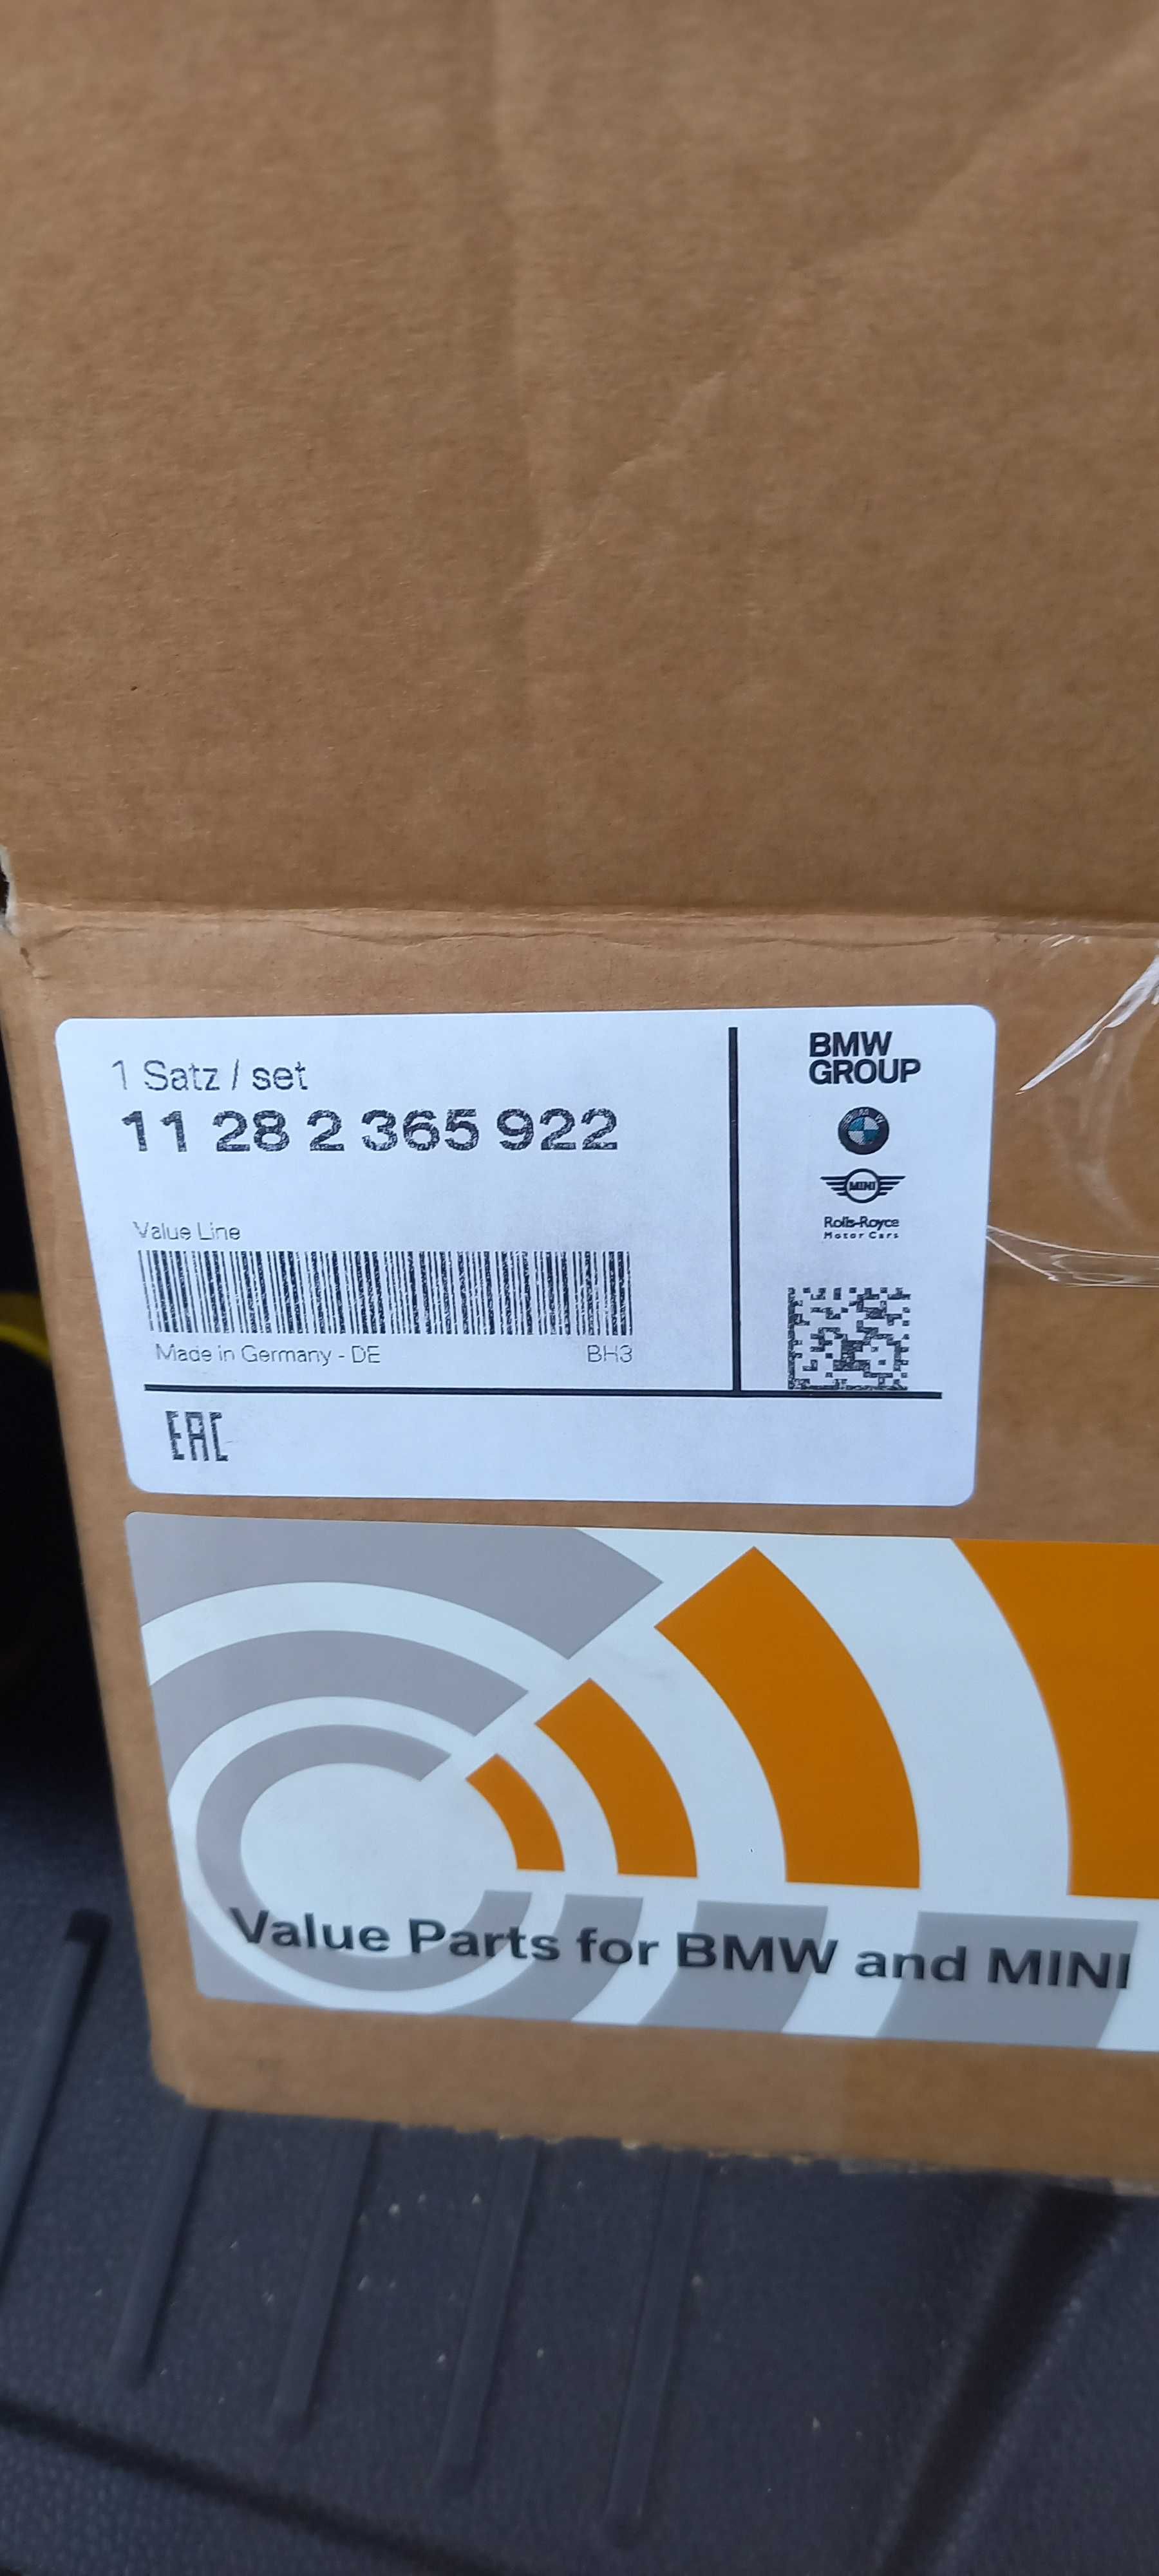 1 Satz / set
11 28 2 365 922
Value Line
Made in Germany - DE
BH3
EAC
BMW
GROUP
MINI
Rolls-Royce
Motor Cars
Value Parts for BMW and MINI